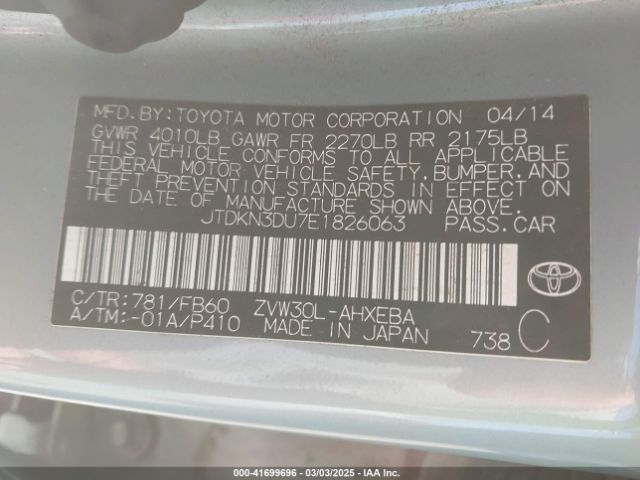 MFD. BY: TOYOTA MOTOR CORPORATION 04/14
GVWR 4010LB GAWR FR 2270LB RR 2175LB
THIS VEHICLE CONFORMS TO ALL APPLICABLE
FEDERAL MOTOR VEHICLE SAFETY, BUMPER, AND
THEFT PREVENTION STANDARDS IN EFFECT ON
THE DATE OF MANUFACTURE SHOWN ABOVE.
JTDKN3DU7E1826063 PASS. CAR
C/TR: 781/FB60 ZVW30L-AHXEBA
A/TM: -01A/P410 MADE IN JAPAN 738 C
TOYOTA
000-41699696 - 03/03/2025 - IAA Inc.